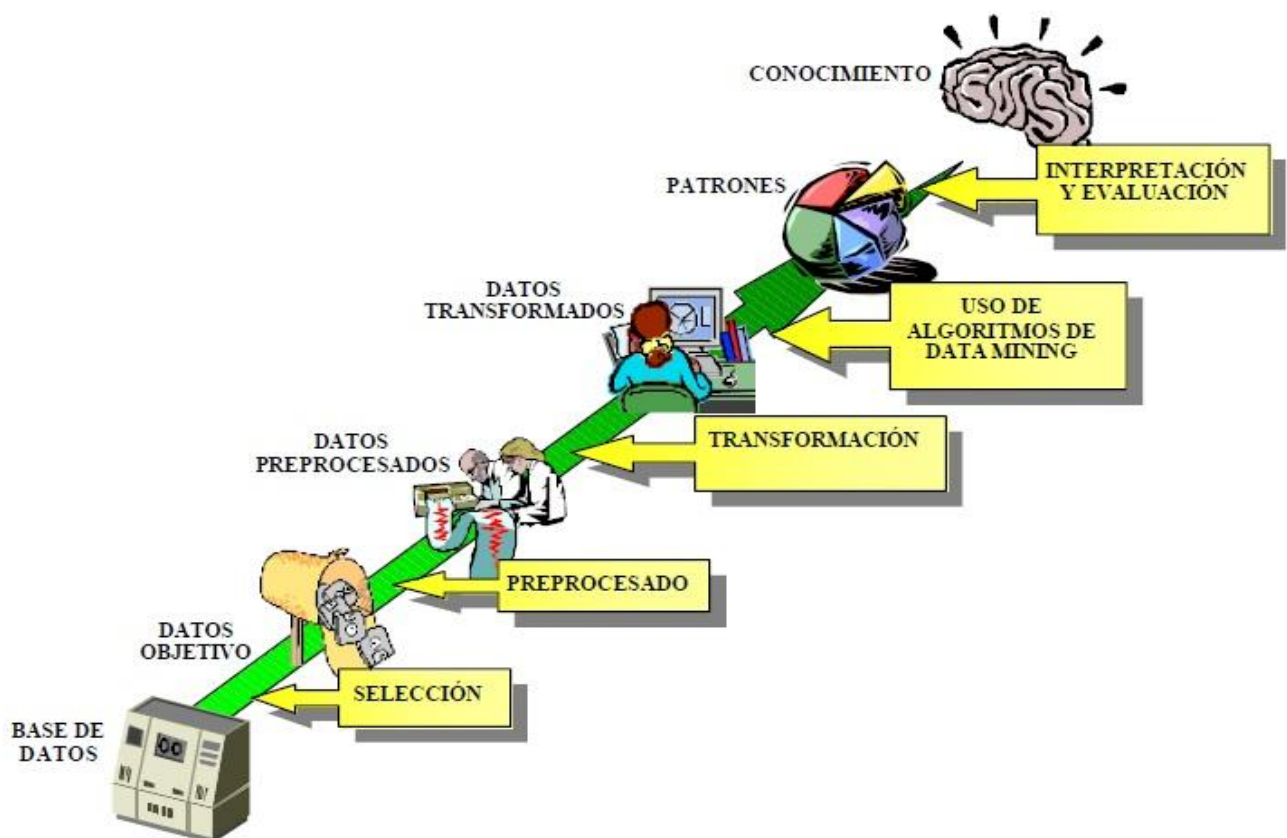 CONOCIMIENTO
INTERPRETACIÓN
Y EVALUACIÓN
PATRONES
USO DE
ALGORITMOS DE
DATA MINING
DATOS
TRANSFORMADOS
TRANSFORMACIÓN
DATOS
PREPROCESADOS
PREPROCESADO
DATOS
OBJETIVO
SELECCIÓN
BASE DE
DATOS